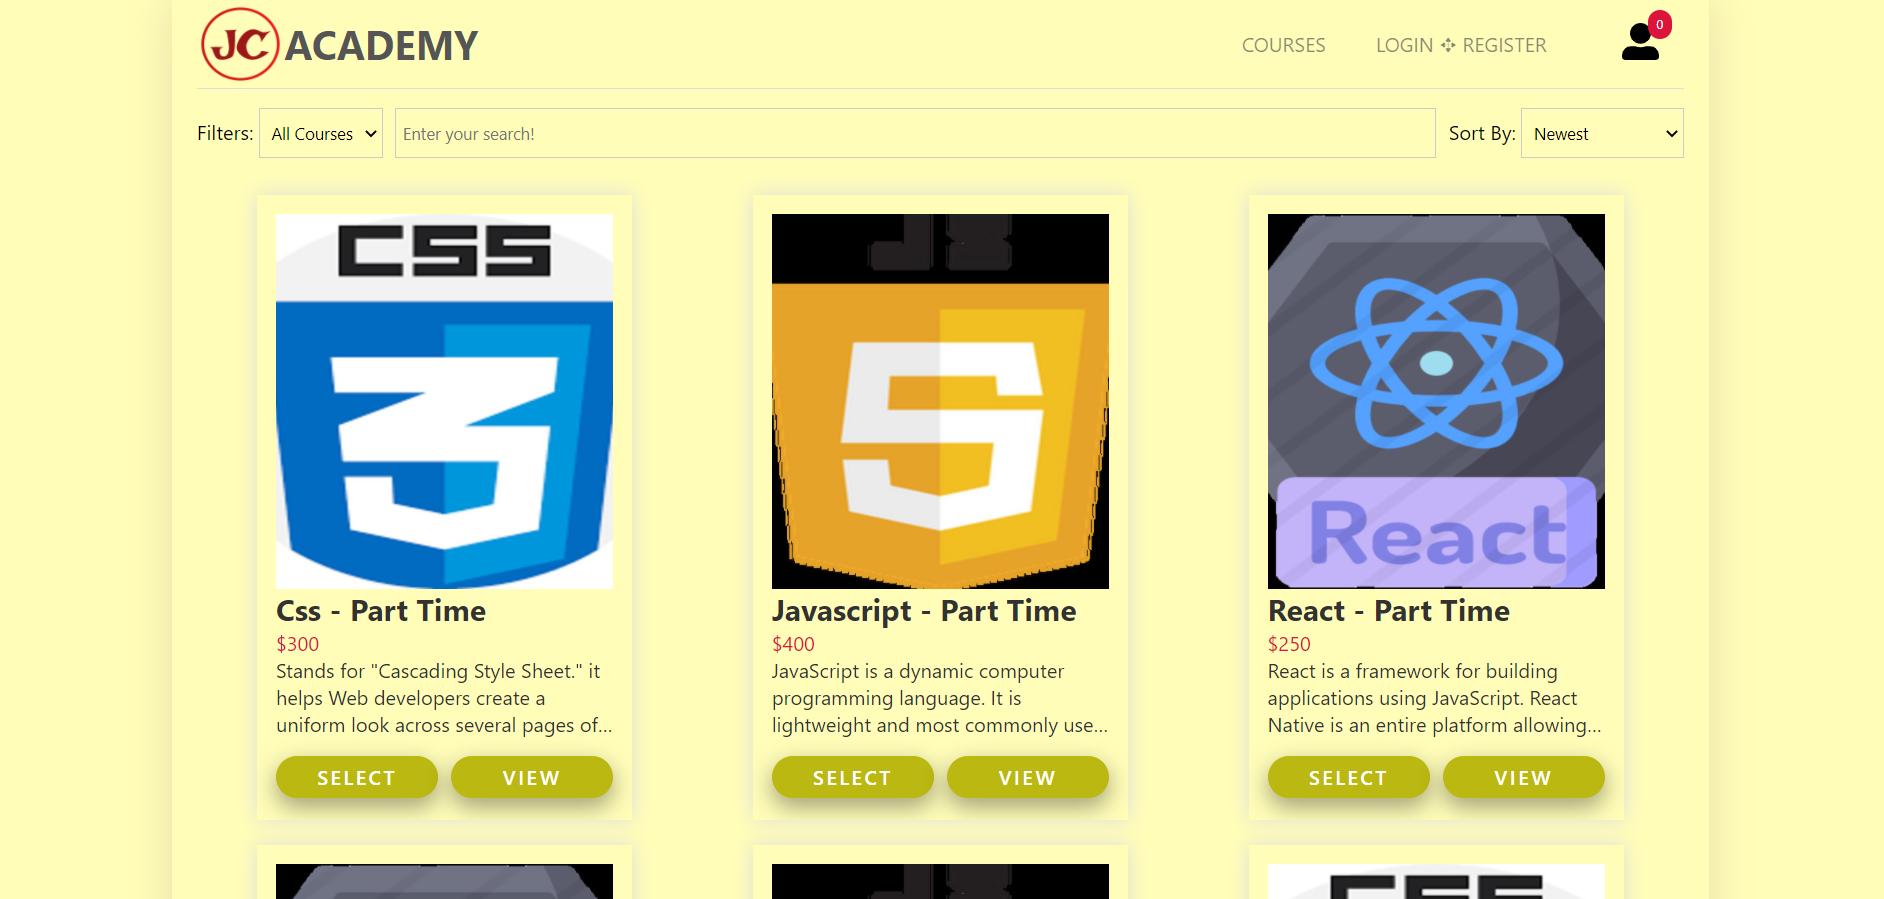 JC ACADEMY
COURSES
LOGIN REGISTER
0
Filters:
All Courses
Enter your search!
Sort By:
Newest
CSS
3
Css - Part Time
$300
Stands for "Cascading Style Sheet." it
helps Web developers create a
uniform look across several pages of...
SELECT
VIEW
JS
5
Javascript - Part Time
$400
JavaScript is a dynamic computer
programming language. It is
lightweight and most commonly use...
SELECT
VIEW
React
React - Part Time
$250
React is a framework for building
applications using JavaScript. React
Native is an entire platform allowing...
SELECT
VIEW
JS
CSS